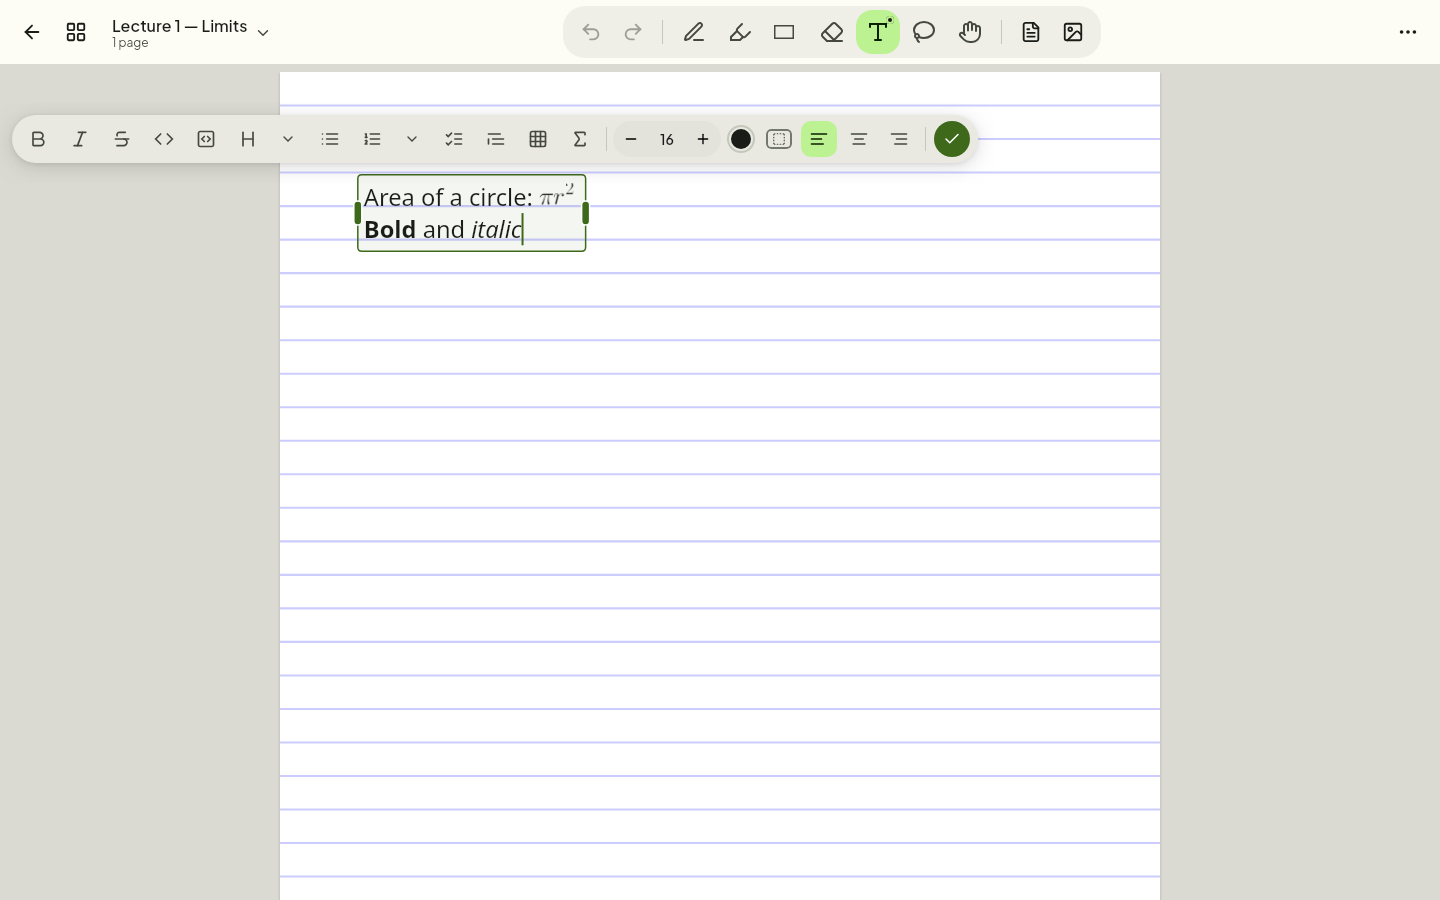 Lecture 1 — Limits
1 page
16
Area of a circle: πr²
Bold and italic